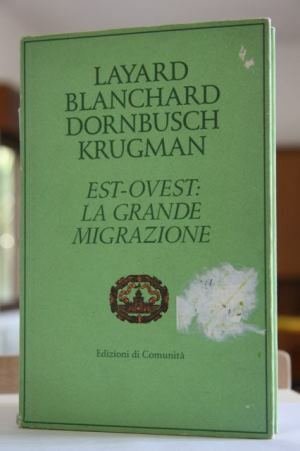 LAYARD
BLANCHARD
DORNBUSCH
KRUGMAN
EST-OVEST:
LA GRANDE
MIGRAZIONE
Edizioni di Comunità